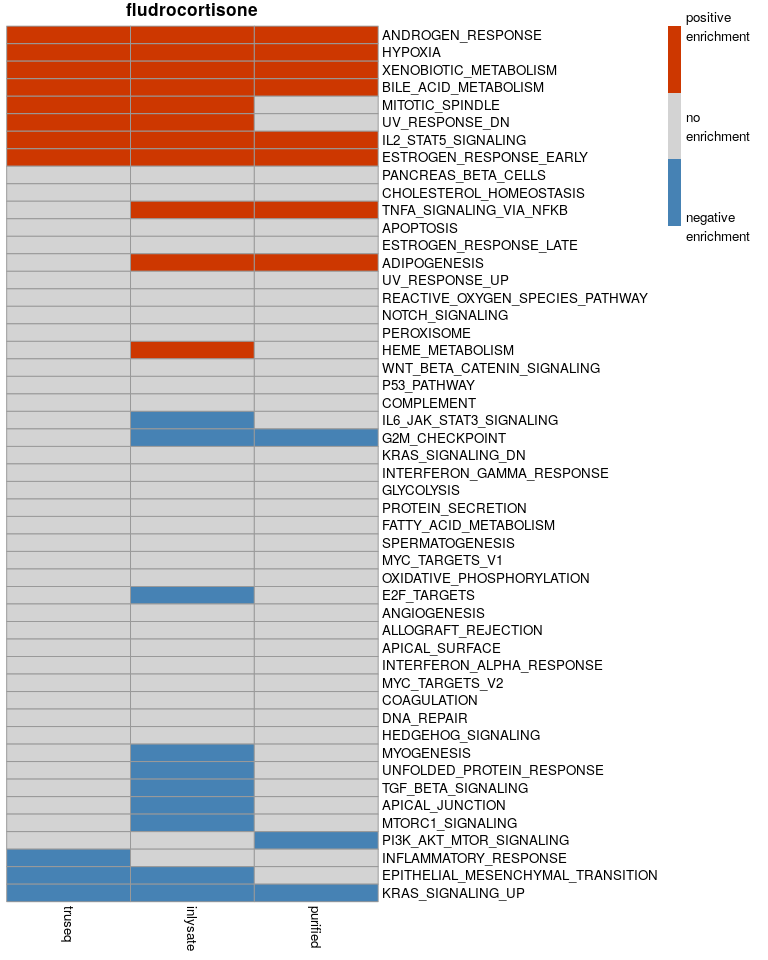 fludrocortisone
ANDROGEN_RESPONSE
HYPOXIA
XENOBIOTIC_METABOLISM
BILE_ACID_METABOLISM
MITOTIC_SPINDLE
UV_RESPONSE_DN
IL2_STAT5_SIGNALING
ESTROGEN_RESPONSE_EARLY
PANCREAS_BETA_CELLS
CHOLESTEROL_HOMEOSTASIS
TNFA_SIGNALING_VIA_NFKB
APOPTOSIS
ESTROGEN_RESPONSE_LATE
ADIPOGENESIS
UV_RESPONSE_UP
REACTIVE_OXYGEN_SPECIES_PATHWAY
NOTCH_SIGNALING
PEROXISOME
HEME_METABOLISM
WNT_BETA_CATENIN_SIGNALING
P53_PATHWAY
COMPLEMENT
IL6_JAK_STAT3_SIGNALING
G2M_CHECKPOINT
KRAS_SIGNALING_DN
INTERFERON_GAMMA_RESPONSE
GLYCOLYSIS
PROTEIN_SECRETION
FATTY_ACID_METABOLISM
SPERMATOGENESIS
MYC_TARGETS_V1
OXIDATIVE_PHOSPHORYLATION
E2F_TARGETS
ANGIOGENESIS
ALLOGRAFT_REJECTION
APICAL_SURFACE
INTERFERON_ALPHA_RESPONSE
MYC_TARGETS_V2
COAGULATION
DNA_REPAIR
HEDGEHOG_SIGNALING
MYOGENESIS
UNFOLDED_PROTEIN_RESPONSE
TGF_BETA_SIGNALING
APICAL_JUNCTION
MTORC1_SIGNALING
PI3K_AKT_MTOR_SIGNALING
INFLAMMATORY_RESPONSE
EPITHELIAL_MESENCHYMAL_TRANSITION
KRAS_SIGNALING_UP
truseq
inlysate
purified
positive
enrichment
no
enrichment
negative
enrichment